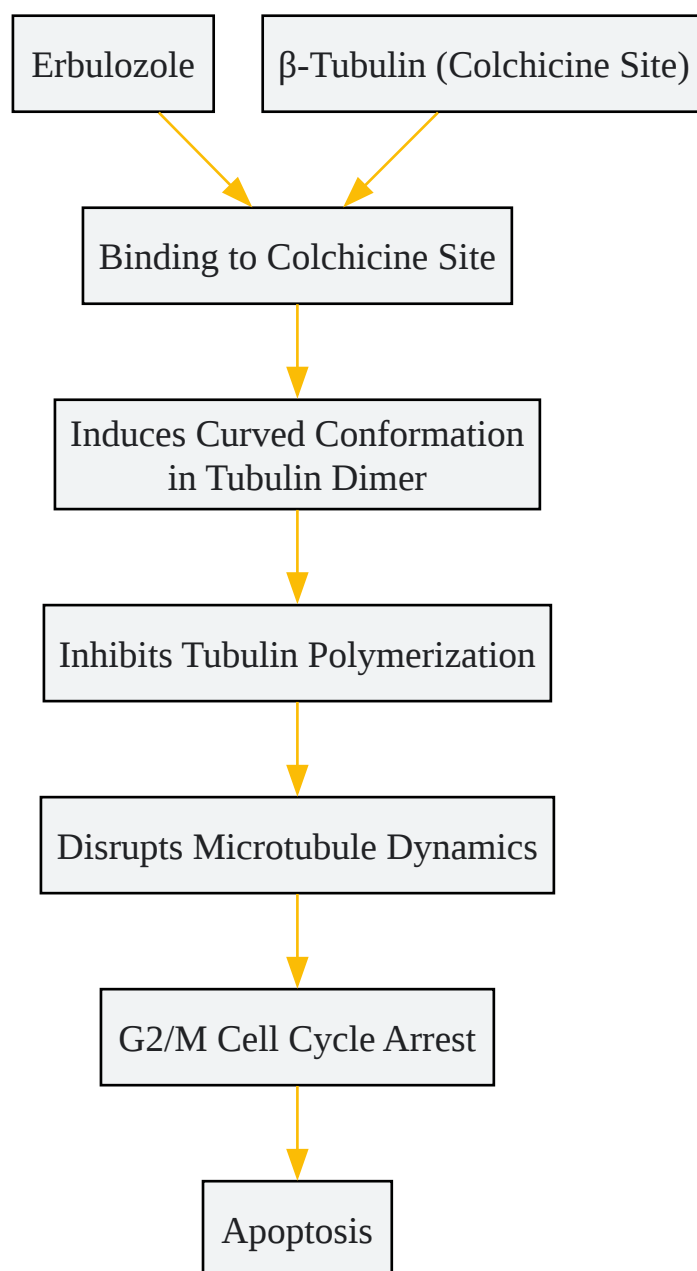 Erbulozole
β-Tubulin (Colchicine Site)
Binding to Colchicine Site
Induces Curved Conformation
in Tubulin Dimer
Inhibits Tubulin Polymerization
Disrupts Microtubule Dynamics
G2/M Cell Cycle Arrest
Apoptosis